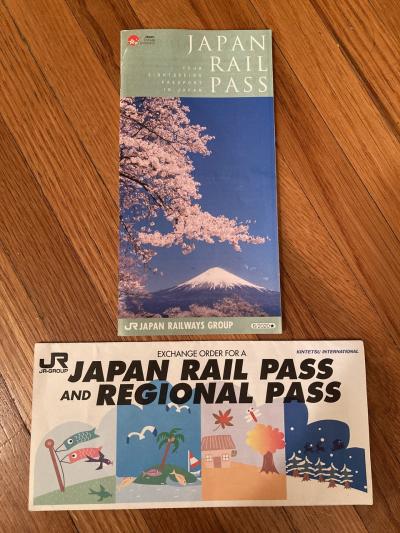 JAPAN
RAIL
PASS
YOUR
SIGHTSEEING
PASSPORT
IN JAPAN
JR JAPAN RAILWAYS GROUP
EXCHANGE ORDER FOR A
KINTETSU INTERNATIONAL
JR
JR-GROUP
JAPAN RAIL PASS
AND REGIONAL PASS